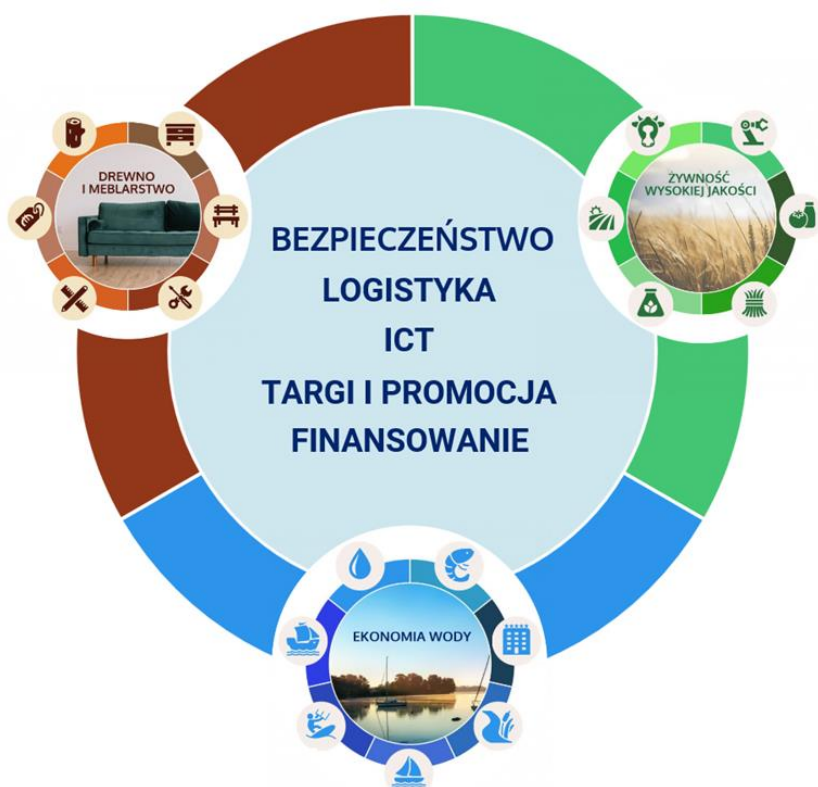 DREWNO
I MEBLARSTWO
ŻYWNOŚĆ
WYSOKIEJ JAKOŚCI
BEZPIECZEŃSTWO
LOGISTYKA
ICT
TARGI I PROMOCJA
FINANSOWANIE
EKONOMIA WODY